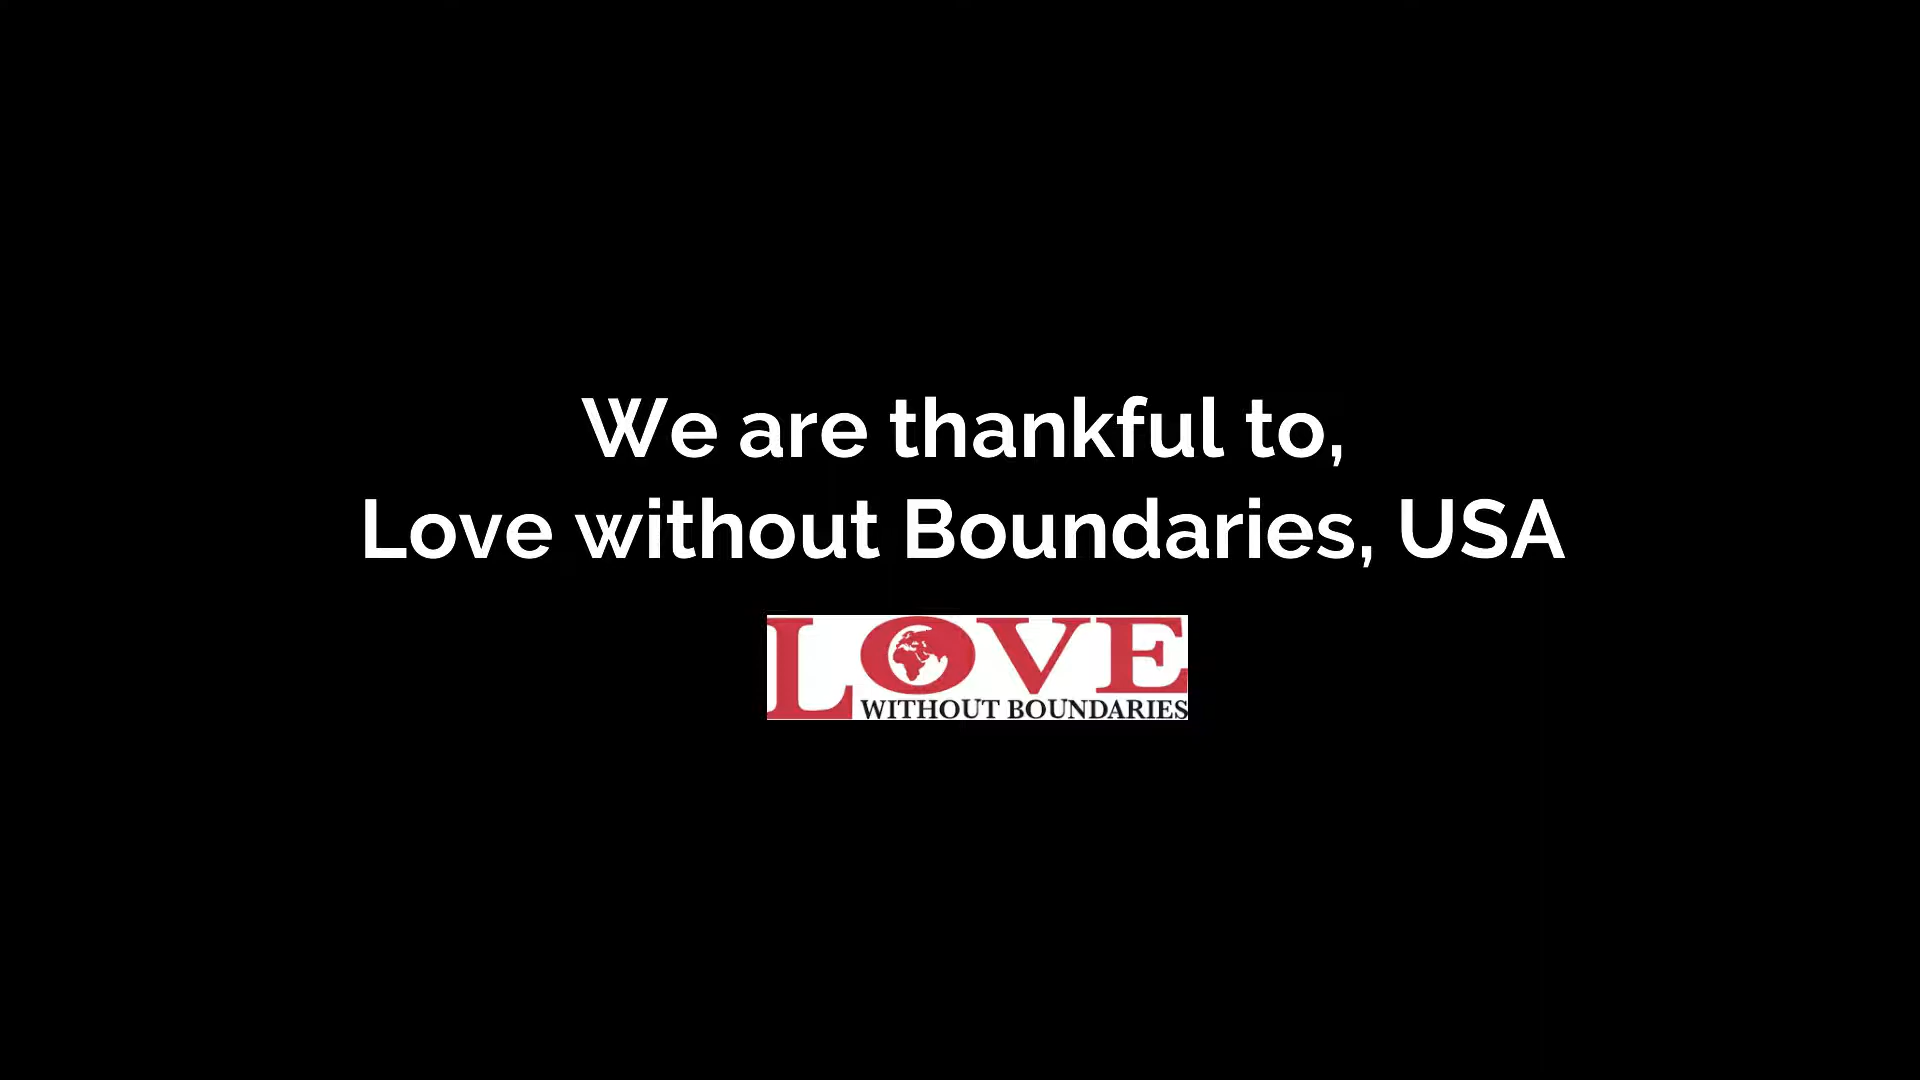 We are thankful to,
Love without Boundaries, USA
LOVE
WITHOUT BOUNDARIES